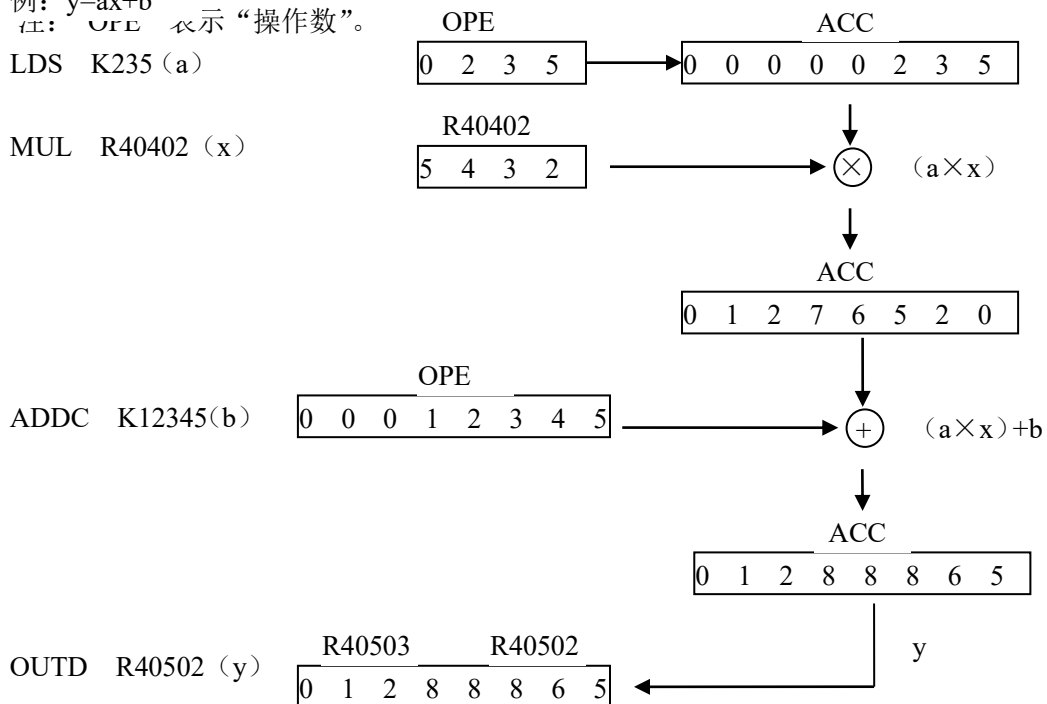 例：y=ax+b
注：“OPE”表示“操作数”。
OPE ACC
LDS K235（a） 0 2 3 5 0 0 0 0 0 2 3 5
R40402
MUL R40402（x） 5 4 3 2 × （a×x）
ACC
0 1 2 7 6 5 2 0
OPE
ADDC K12345(b） 0 0 0 1 2 3 4 5 + （a×x）+b
ACC
0 1 2 8 8 8 6 5
R40503 R40502 y
OUTD R40502（y） 0 1 2 8 8 8 6 5